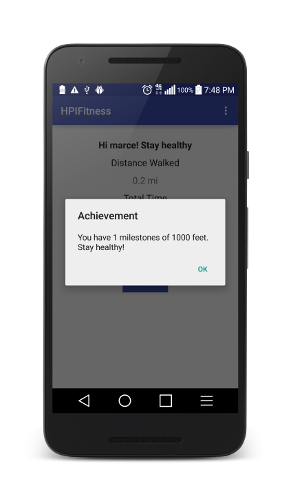 100% 7:48 PM
HPIFitness
Hi marce! Stay healthy
Distance Walked
0.2 mi
Total Time
Achievement
You have 1 milestones of 1000 feet.
Stay healthy!
OK